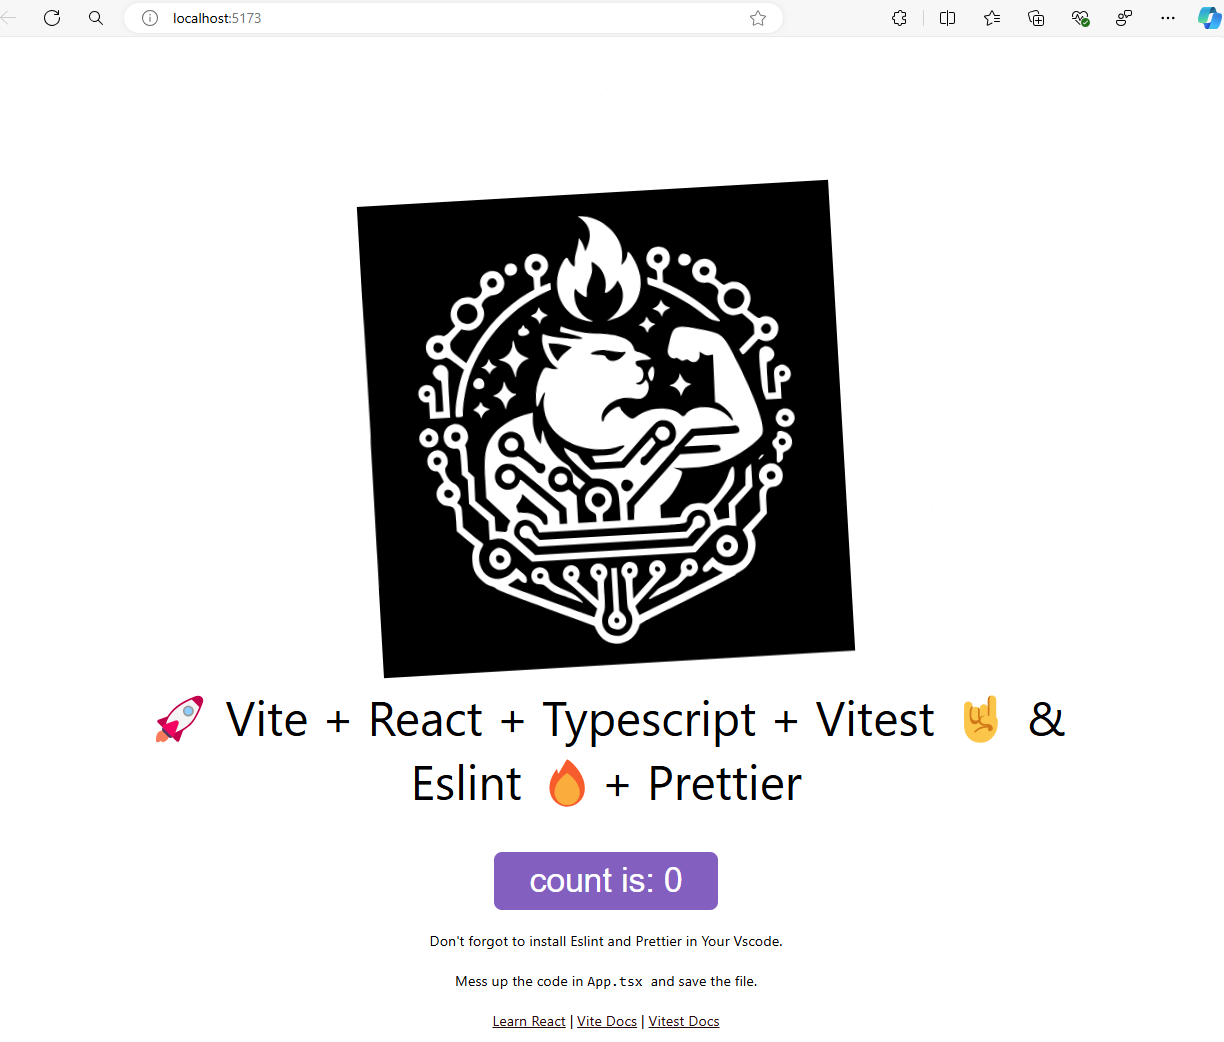 localhost:5173
🚀 Vite + React + Typescript + Vitest 🤘 &
Eslint 🔥 + Prettier
count is: 0
Don't forgot to install Eslint and Prettier in Your Vscode.
Mess up the code in App.tsx and save the file.
Learn React | Vite Docs | Vitest Docs